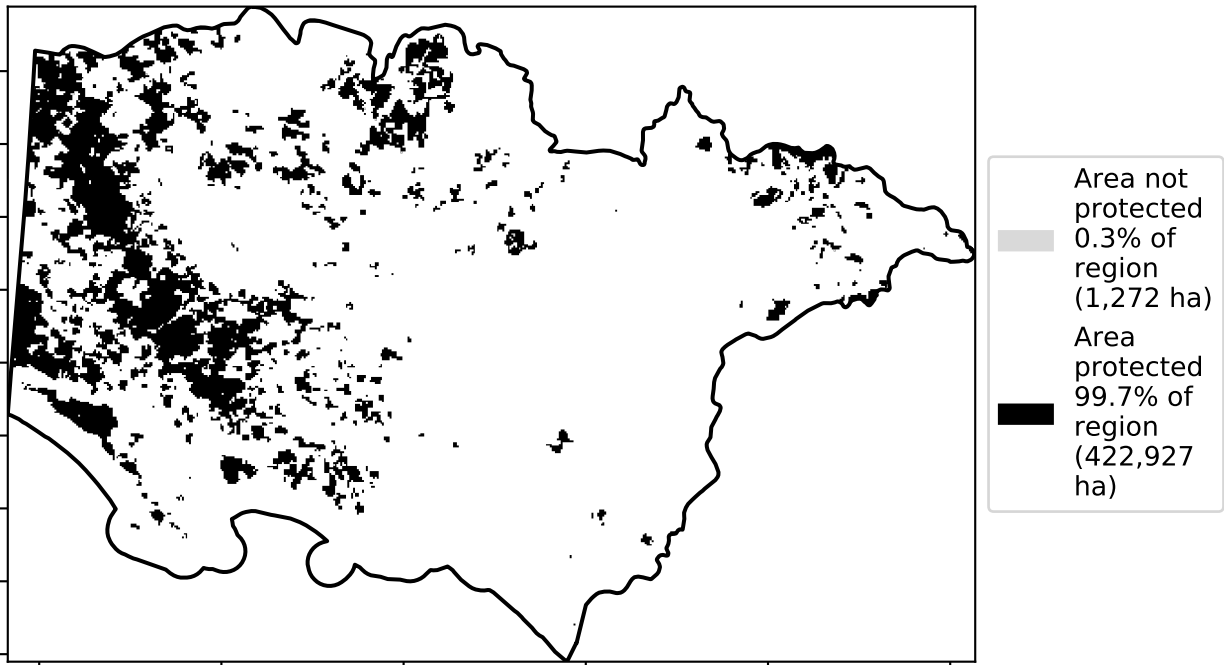 Area not
protected
0.3% of
region
(1,272 ha)
Area
protected
99.7% of
region
(422,927
ha)